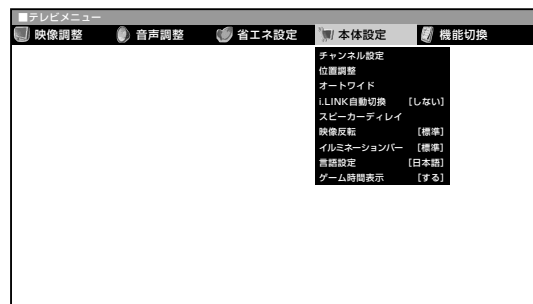 ■テレビメニュー
映像調整 音声調整 省エネ設定 本体設定 機能切換
チャンネル設定
位置調整
オートワイド
i.LINK自動切換 [しない]
スピーカーディレイ
映像反転 [標準]
イルミネーションバー [標準]
言語設定 [日本語]
ゲーム時間表示 [する]